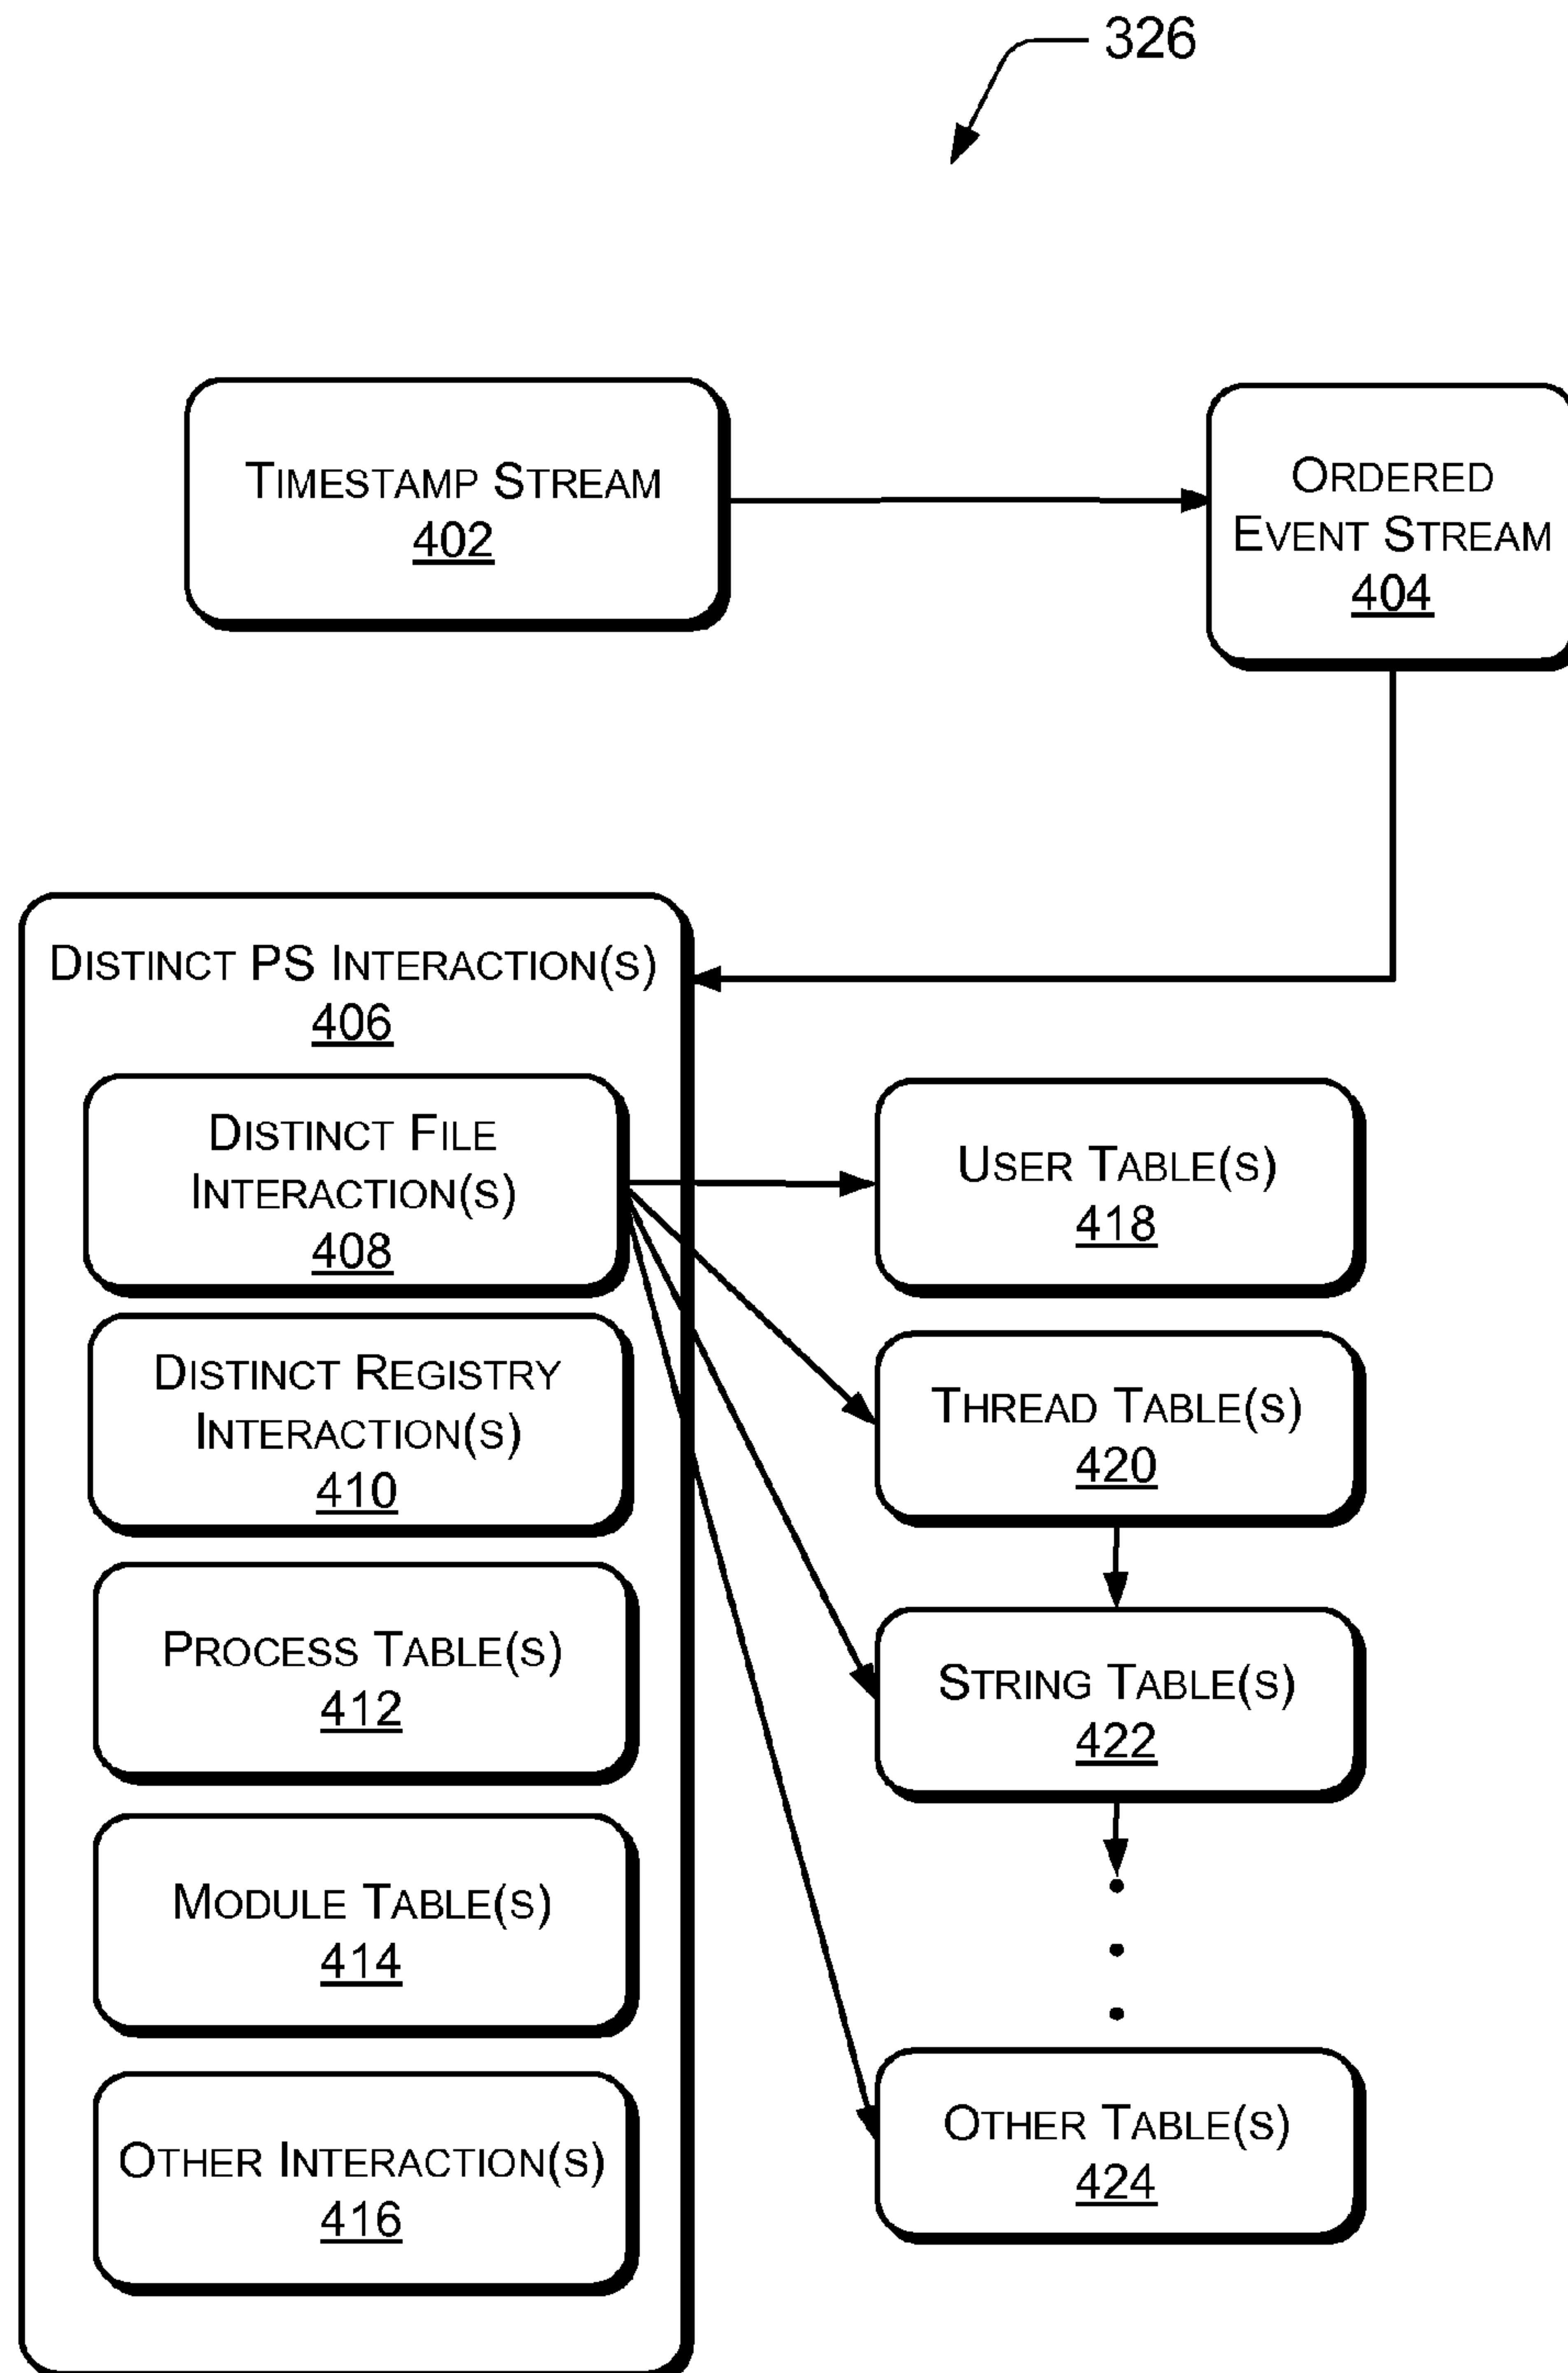 326
TIMESTAMP STREAM
402
ORDERED
EVENT STREAM
404
DISTINCT PS INTERACTION(S)
406
DISTINCT FILE
INTERACTION(S)
408
DISTINCT REGISTRY
INTERACTION(S)
410
PROCESS TABLE(S)
412
MODULE TABLE(S)
414
OTHER INTERACTION(S)
416
USER TABLE(S)
418
THREAD TABLE(S)
420
STRING TABLE(S)
422
OTHER TABLE(S)
424